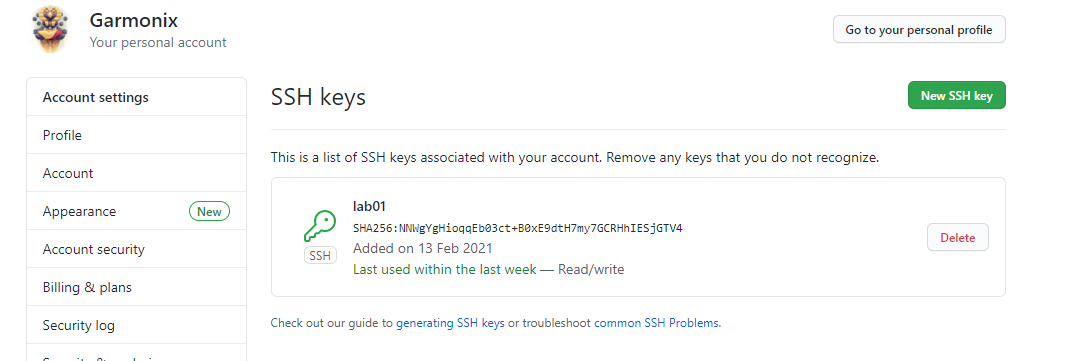 Garmonix
Your personal account
Go to your personal profile
Account settings
Profile
Account
Appearance New
Account security
Billing & plans
Security log
SSH keys
New SSH key
This is a list of SSH keys associated with your account. Remove any keys that you do not recognize.
lab01
SHA256:NNWgYgHioqqEb03ct+B0xE9dtH7my7GCRHhIESjGTV4
Added on 13 Feb 2021
Last used within the last week — Read/write
SSH
Delete
Check out our guide to generating SSH keys or troubleshoot common SSH Problems.